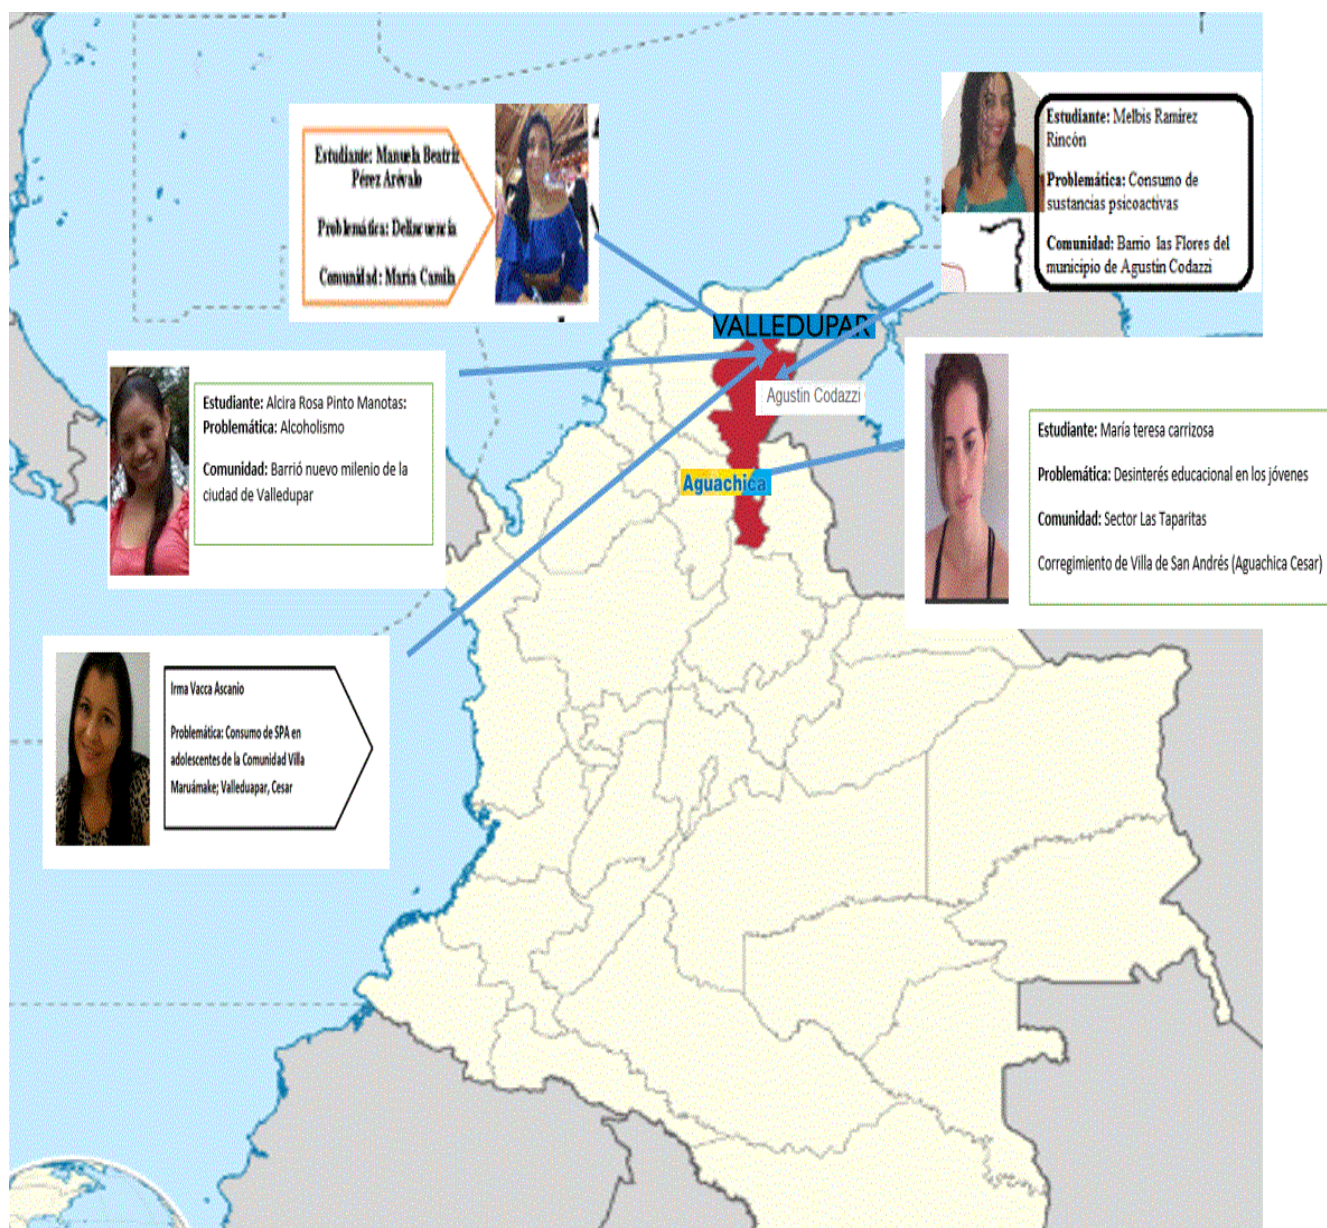 Estudiante: Manuela Beatriz
Pérez Arévalo
Problemática: Delincuencía
Comunidad: María Camila
Estudiante: Melbis Ramirez
Rincón
Problemática: Consumo de
sustancias psicoactivas
Comunidad: Barrio las Flores del
municipio de Agustín Codazzi
VALLEDUPAR
Agustin Codazzi
Aguachica
Estudiante: Alcira Rosa Pinto Manotas:
Problemática: Alcoholismo
Comunidad: Barrió nuevo milenio de la
ciudad de Valledupar
Estudiante: María teresa carrizosa
Problemática: Desinterés educacional en los jóvenes
Comunidad: Sector Las Taparitas
Corregimiento de Villa de San Andrés (Aguachica Cesar)
Irma Vacca Ascanio
Problemática: Consumo de SPA en
adolescentes de la Comunidad Villa
Maruámake; Valleduapar, Cesar